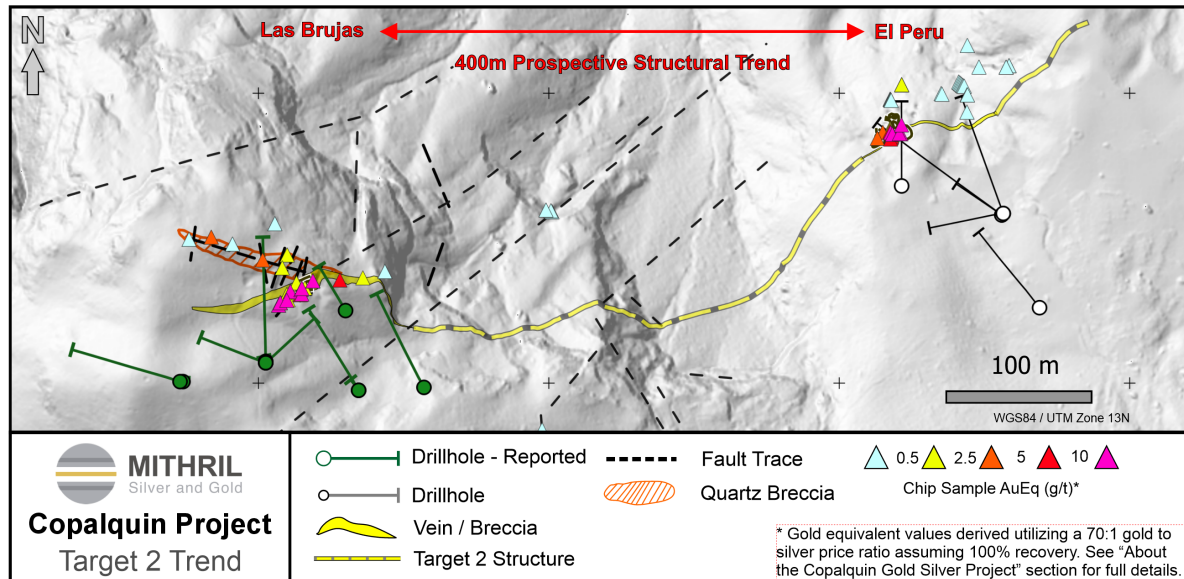 N
Las Brujas
El Peru
400m Prospective Structural Trend
100 m
WGS84 / UTM Zone 13N
MITHRIL
Silver and Gold
Copalquin Project
Target 2 Trend
Drillhole - Reported
Drillhole
Vein / Breccia
Target 2 Structure
Fault Trace
Quartz Breccia
0.5 2.5 5 10
Chip Sample AuEq (g/t)*
* Gold equivalent values derived utilizing a 70:1 gold to
silver price ratio assuming 100% recovery. See “About
the Copalquin Gold Silver Project” section for full details.